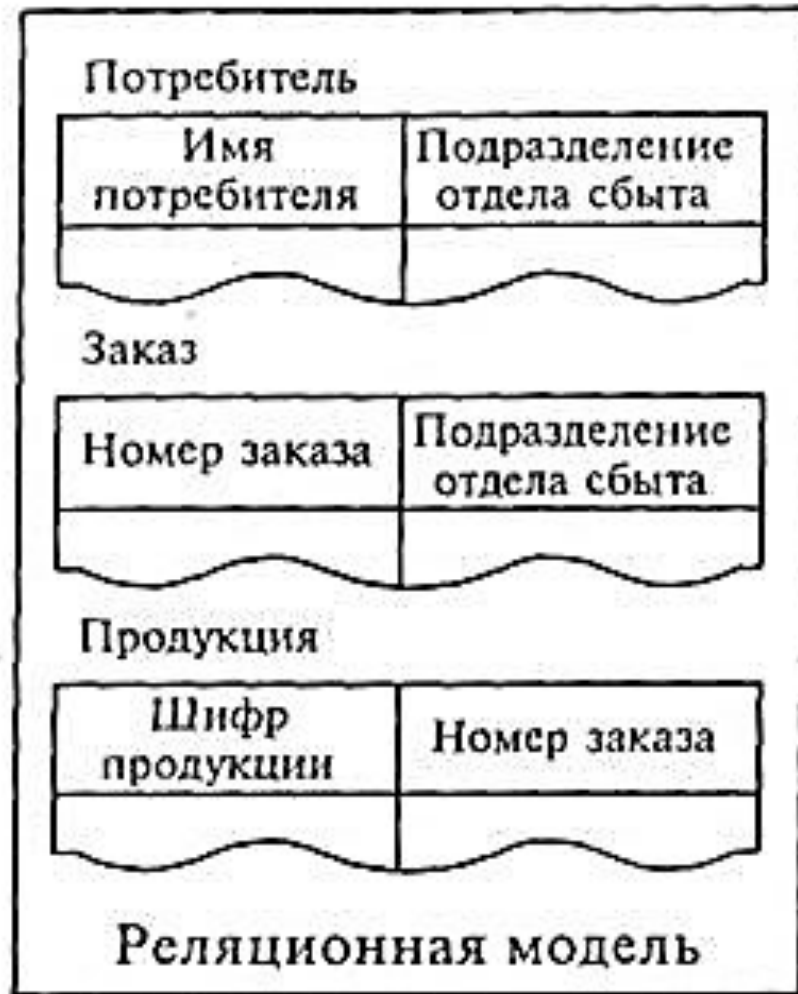 Потребитель
Имя
потребителя
Подразделение
отдела сбыта
Заказ
Номер заказа
Подразделение
отдела сбыта
Продукция
Шифр
продукции
Номер заказа
Реляционная модель